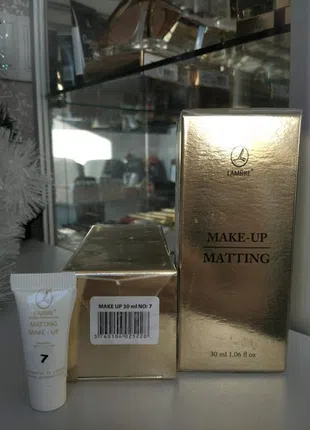 LAMBRE
MAKE-UP
MATTING
30 ml 1.06 fl oz
MAKE UP 30 ml NO: 7
LAMBRE
MATTING
MAKE - UP
7